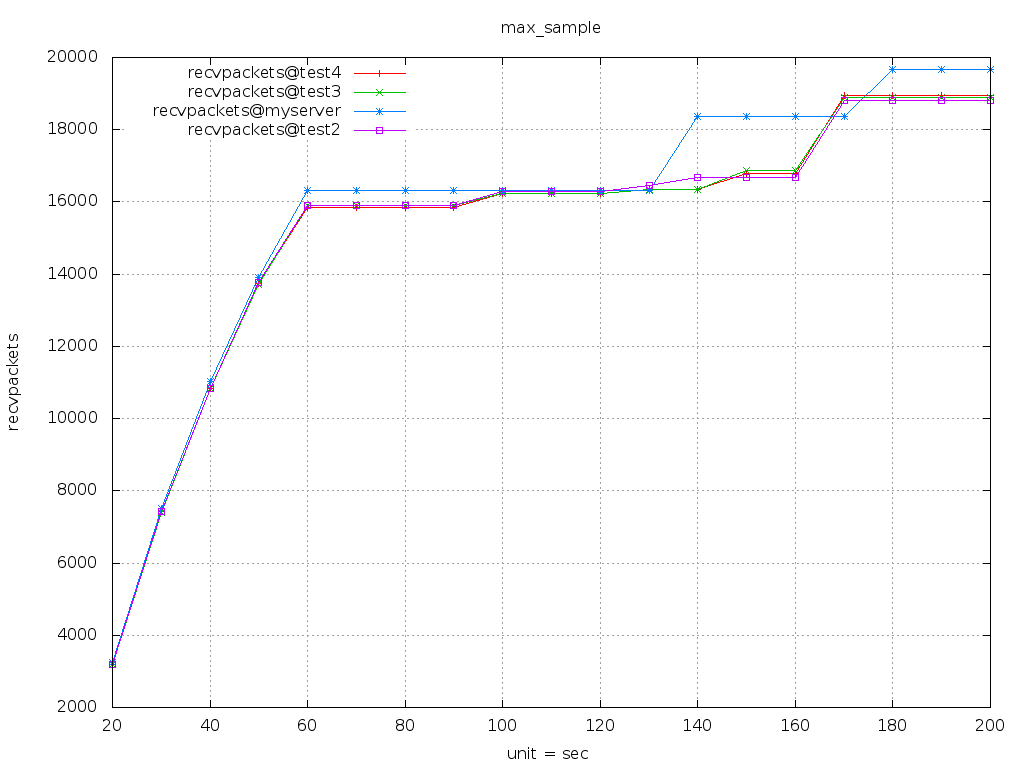 max_sample
20000
18000
16000
14000
12000
10000
8000
6000
4000
2000
recvpackets@test4
recvpackets@test3
recvpackets@myserver
recvpackets@test2
recvpackets
20 40 60 80 100 120 140 160 180 200
unit = sec